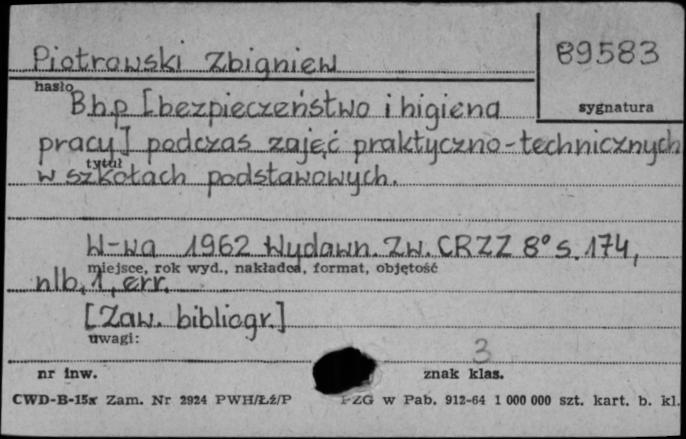 Piotrowski Zbigniew
89583
hasło
sygnatura
Bhp [bezpieczeństwo i higiena
pracy] podczas zajęć praktyczno-technicznych
tytuł
w szkołach podstawowych.
W-wa 1962 Wydawn. Zw. CRZZ 8° s. 174,
miejsce, rok wyd., nakładca, format, objętość
nlb. 1, err.
[Zaw. bibliogr.]
uwagi:
3
nr inw.
znak klas.
CWD-B-15x Zam. Nr 2924 PWH/Łź/P PZG w Pab. 912-64 1 000 000 szt. kart. b. kl.